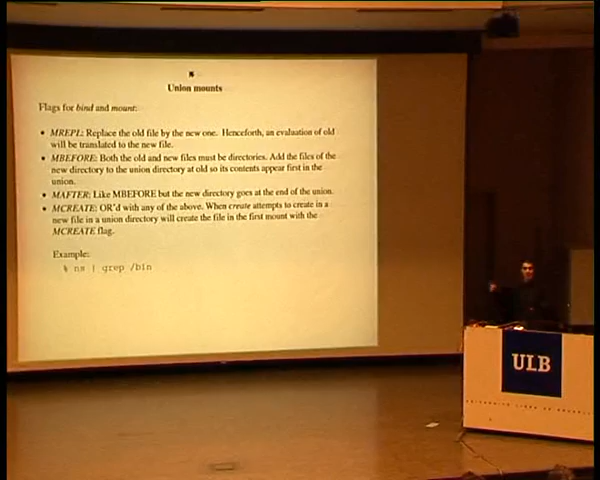 Union mounts
Flags for bind and mount:
• MREPL: Replace the old file by the new one. Henceforth, an evaluation of old
will be translated to the new file.
• MBEFORE: Both the old and new files must be directories. Add the files of the
new directory to the union directory at old so its contents appear first in the
union.
• MAFTER: Like MBEFORE but the new directory goes at the end of the union.
• MCREATE: OR'd with any of the above. When create attempts to create in a
new file in a union directory will create the file in the first mount with the
MCREATE flag.
Example:
% ns | grep /bin
ULB